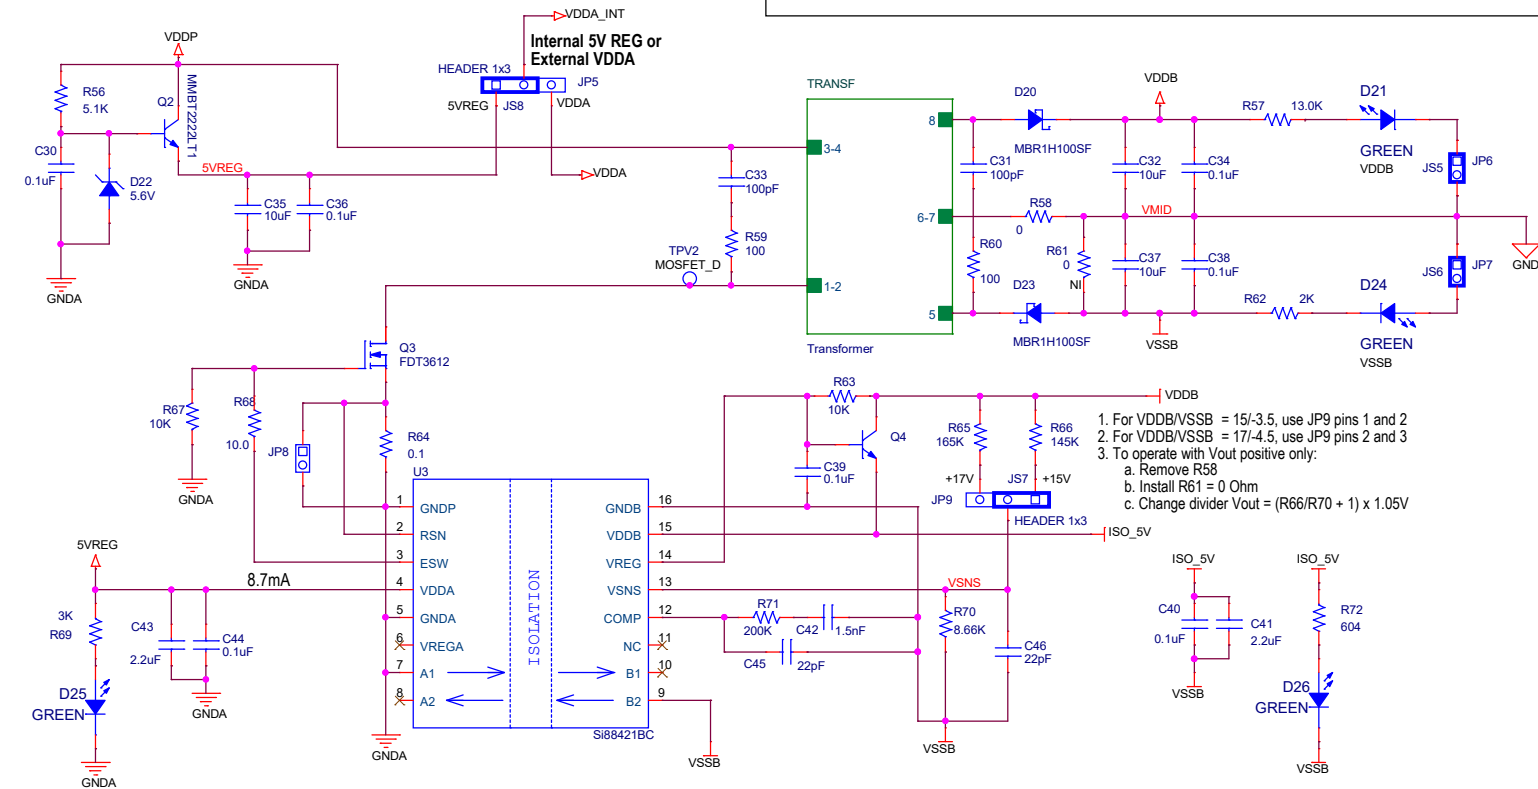 VDDA_INT
VDDP
Internal 5V REG or
External VDDA
HEADER 1x3
JP5
5VREG
JS8
VDDA
VDDA
R56
5.1K
Q2
MMBT2222LT1
C30
0.1uF
D22
5.6V
5VREG
C35
10uF
C36
0.1uF
GNDA
GNDA
C33
100pF
R59
100
TPV2
MOSFET_D
TRANSF
3-4
1-2
8
6-7
5
Transformer
D20
MBR1H100SF
C31
100pF
R58
0
R60
100
R61
0
NI
D23
MBR1H100SF
VDDB
C32
10uF
C34
0.1uF
VMID
C37
10uF
C38
0.1uF
VSSB
R57
13.0K
D21
GREEN
VDDB
JS5
JP6
JS6
JP7
GND
R62
2K
D24
GREEN
VSSB
Q3
FDT3612
R67
10K
R68
10.0
JP8
R64
0.1
GNDA
U3
1
GNDP
2
RSN
3
ESW
4
VDDA
5
GNDA
6
VREGA
7
A1
8
A2
ISOLATION
16
GNDB
15
VDDB
14
VREG
13
VSNS
12
COMP
11
NC
10
B1
9
B2
Si88421BC
GNDA
VSSB
5VREG
8.7mA
3K
R69
C43
2.2uF
C44
0.1uF
GNDA
D25
GREEN
GNDA
R63
10K
Q4
C39
0.1uF
R65
165K
R66
145K
VDDB
+17V
JS7
+15V
JP9
HEADER 1x3
ISO_5V
1. For VDDB/VSSB = 15/-3.5, use JP9 pins 1 and 2
2. For VDDB/VSSB = 17/-4.5, use JP9 pins 2 and 3
3. To operate with Vout positive only:
a. Remove R58
b. Install R61 = 0 Ohm
c. Change divider Vout = (R66/R70 + 1) x 1.05V
VSNS
R71
200K
C42
1.5nF
C45
22pF
R70
8.66K
C46
22pF
VSSB
ISO_5V
C40
0.1uF
C41
2.2uF
VSSB
ISO_5V
R72
604
D26
GREEN
VSSB